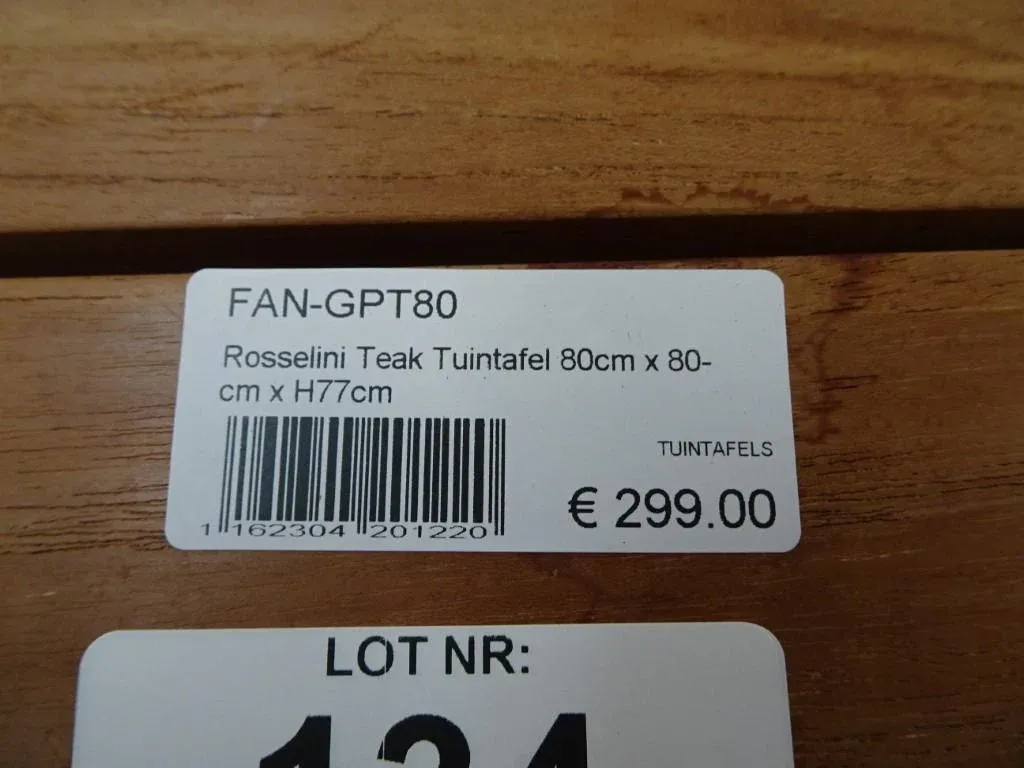 FAN-GPT80
Rosselini Teak Tuintafel 80cm x 80-
cm x H77cm
TUINTAFELS
€ 299.00
1 162304 201220
LOT NR: